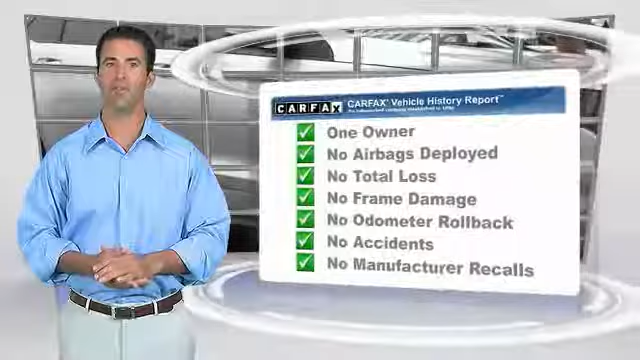 CARFAX CARFAX® Vehicle History Report™
One Owner
No Airbags Deployed
No Total Loss
No Frame Damage
No Odometer Rollback
No Accidents
No Manufacturer Recalls